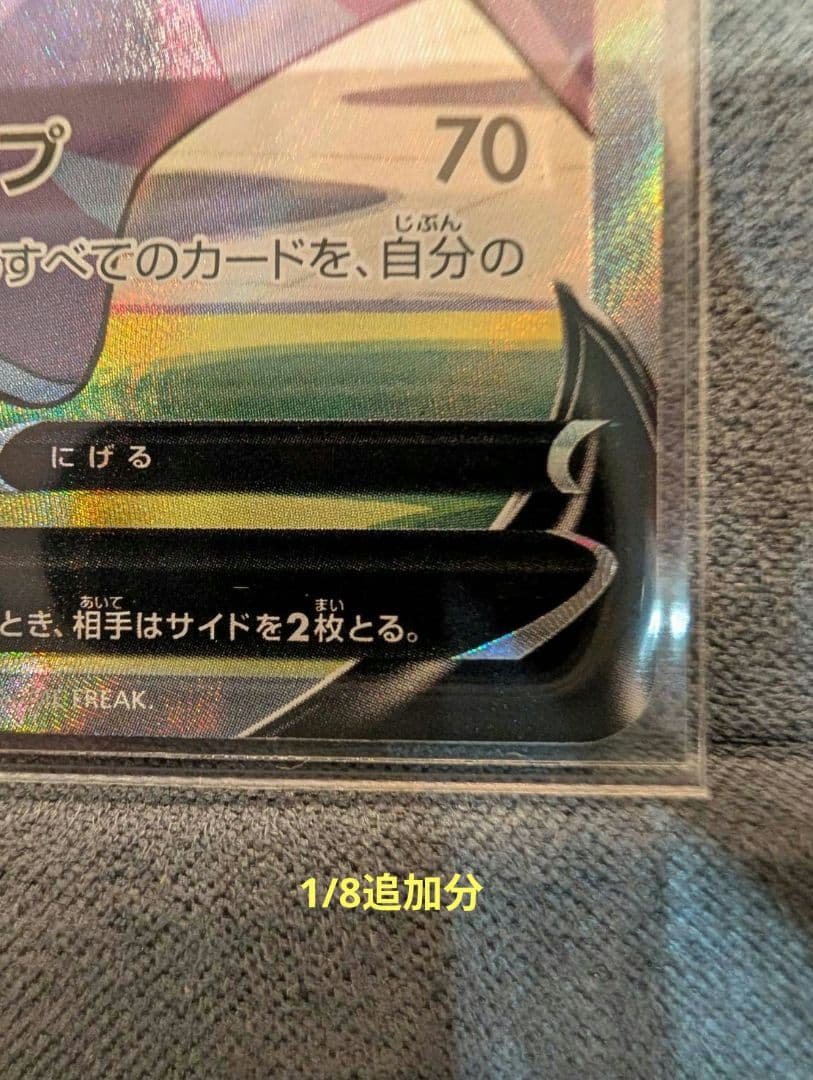 プ 70
すべてのカードを、自分の
じぶん
にげる
とき、相手はサイドを2枚とる。
あいて まい
FREAK.
1/8追加分